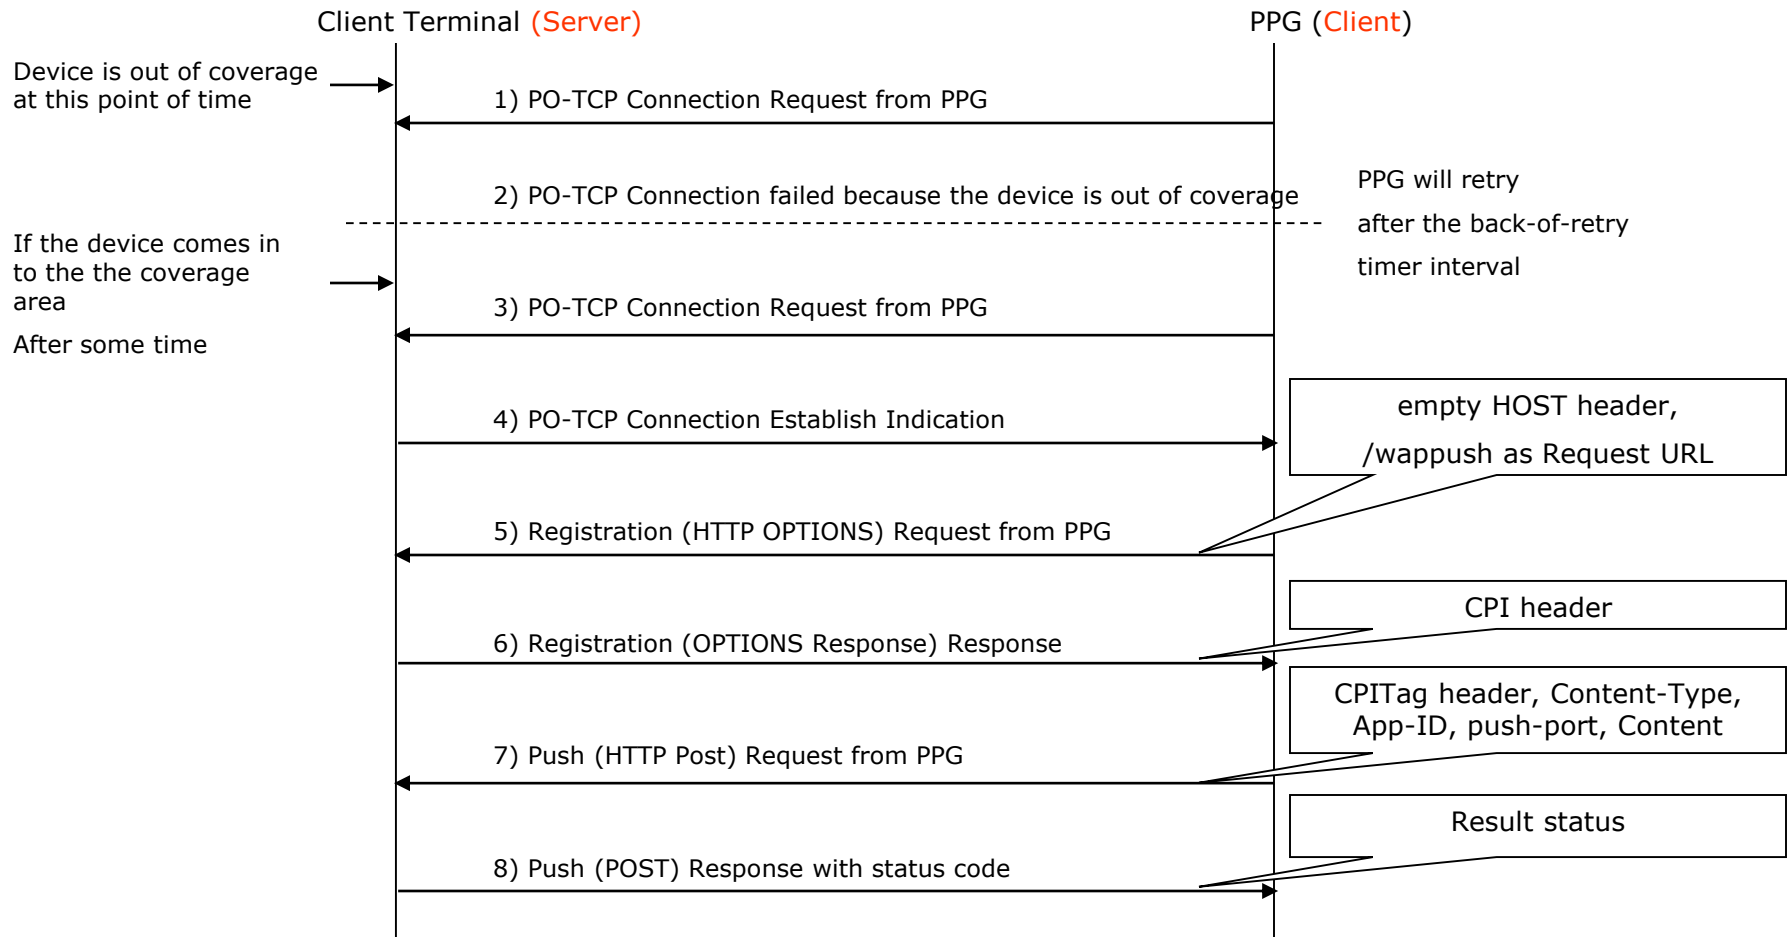 Client Terminal (Server)
PPG (Client)
Device is out of coverage
at this point of time
1) PO-TCP Connection Request from PPG
2) PO-TCP Connection failed because the device is out of coverage
PPG will retry
after the back-of-retry
timer interval
If the device comes in
to the the coverage
area
After some time
3) PO-TCP Connection Request from PPG
4) PO-TCP Connection Establish Indication
empty HOST header,
/wappush as Request URL
5) Registration (HTTP OPTIONS) Request from PPG
CPI header
6) Registration (OPTIONS Response) Response
CPITag header, Content-Type,
App-ID, push-port, Content
7) Push (HTTP Post) Request from PPG
Result status
8) Push (POST) Response with status code